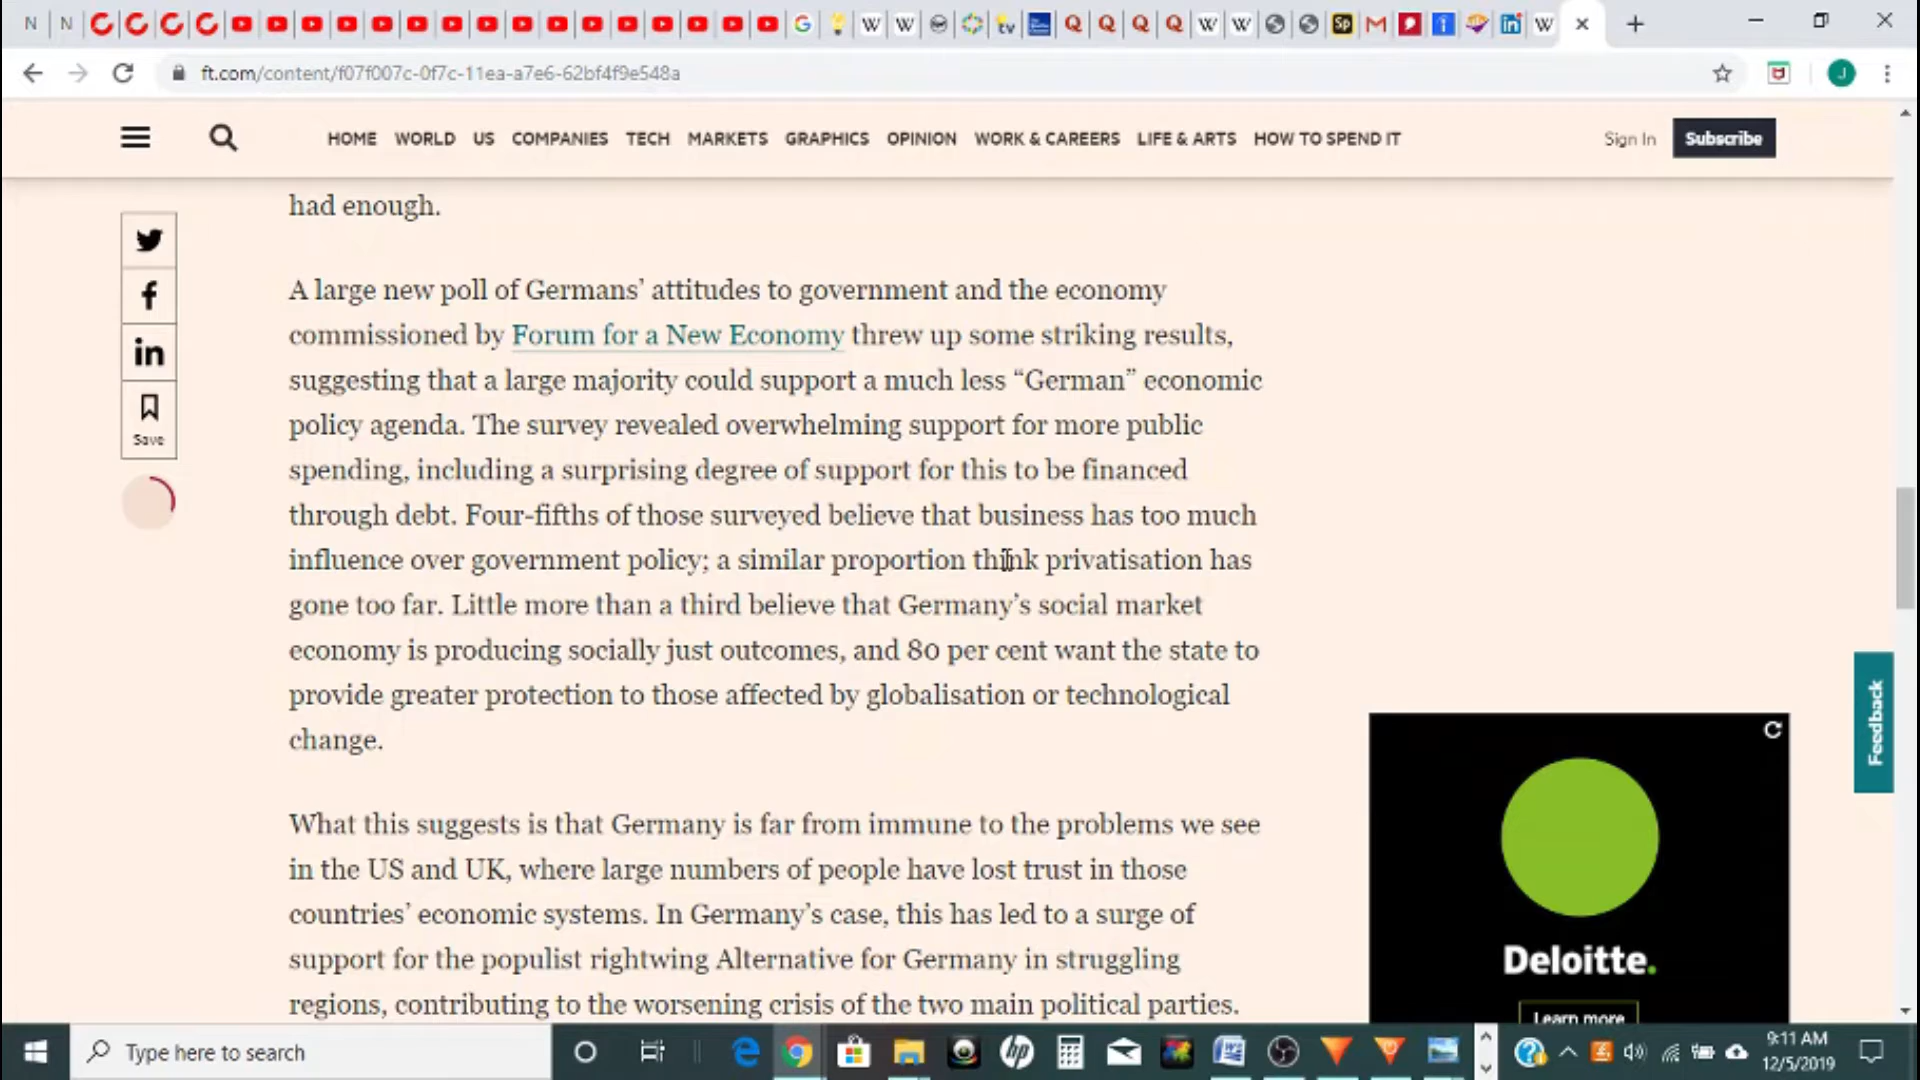 ft.com/content/f07f007c-0f7c-11ea-a7e6-62bf4f9e548a
HOME WORLD US COMPANIES TECH MARKETS GRAPHICS OPINION WORK & CAREERS LIFE & ARTS HOW TO SPEND IT Sign In Subscribe
had enough.
A large new poll of Germans’ attitudes to government and the economy
commissioned by Forum for a New Economy threw up some striking results,
suggesting that a large majority could support a much less “German” economic
policy agenda. The survey revealed overwhelming support for more public
spending, including a surprising degree of support for this to be financed
through debt. Four-fifths of those surveyed believe that business has too much
influence over government policy; a similar proportion think privatisation has
gone too far. Little more than a third believe that Germany’s social market
economy is producing socially just outcomes, and 80 per cent want the state to
provide greater protection to those affected by globalisation or technological
change.
What this suggests is that Germany is far from immune to the problems we see
in the US and UK, where large numbers of people have lost trust in those
countries’ economic systems. In Germany’s case, this has led to a surge of
support for the populist rightwing Alternative for Germany in struggling
regions, contributing to the worsening crisis of the two main political parties.
Save
Feedback
Deloitte.
Learn more
Type here to search
9:11 AM
12/5/2019